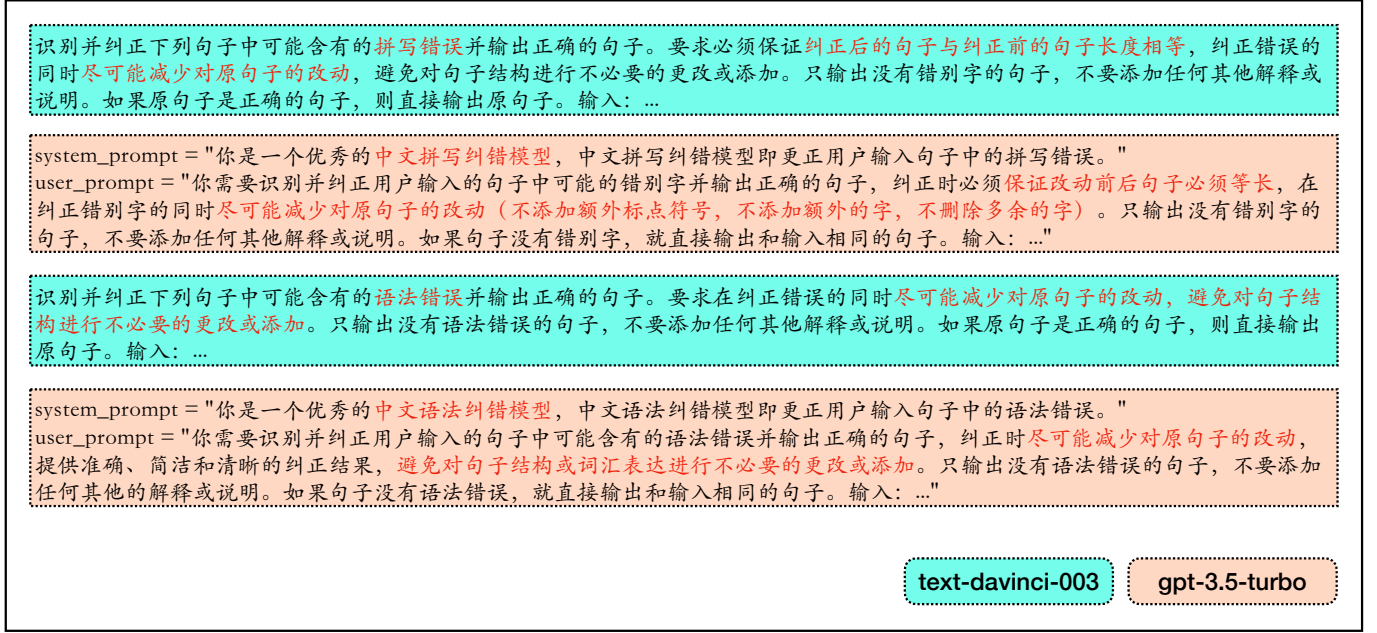 识别并纠正下列句子中可能含有的拼写错误并输出正确的句子。要求必须保证纠正后的句子与纠正前的句子长度相等，纠正错误的
同时尽可能减少对原句子的改动，避免对句子结构进行不必要的更改或添加。只输出没有错别字的句子，不要添加任何其他解释或
说明。如果原句子是正确的句子，则直接输出原句子。输入：...
system_prompt = "你是一个优秀的中文拼写纠错模型，中文拼写纠错模型即更正用户输入句子中的拼写错误。"
user_prompt = "你需要识别并纠正用户输入的句子中可能的错别字并输出正确的句子，纠正时必须保证改动前后句子必须等长，在
纠正错别字的同时尽可能减少对原句子的改动（不添加额外标点符号，不添加额外的字，不删除多余的字）。只输出没有错别字的
句子，不要添加任何其他解释或说明。如果句子没有错别字，就直接输出和输入相同的句子。输入：..."
识别并纠正下列句子中可能含有的语法错误并输出正确的句子。要求在纠正错误的同时尽可能减少对原句子的改动，避免对句子结
构进行不必要的更改或添加。只输出没有语法错误的句子，不要添加任何其他解释或说明。如果原句子是正确的句子，则直接输出
原句子。输入：...
system_prompt = "你是一个优秀的中文语法纠错模型，中文语法纠错模型即更正用户输入句子中的语法错误。"
user_prompt = "你需要识别并纠正用户输入的句子中可能含有的语法错误并输出正确的句子，纠正时尽可能减少对原句子的改动，
提供准确、简洁和清晰的纠正结果，避免对句子结构或词汇表达进行不必要的更改或添加。只输出没有语法错误的句子，不要添加
任何其他的解释或说明。如果句子没有语法错误，就直接输出和输入相同的句子。输入：..."
text-davinci-003
gpt-3.5-turbo